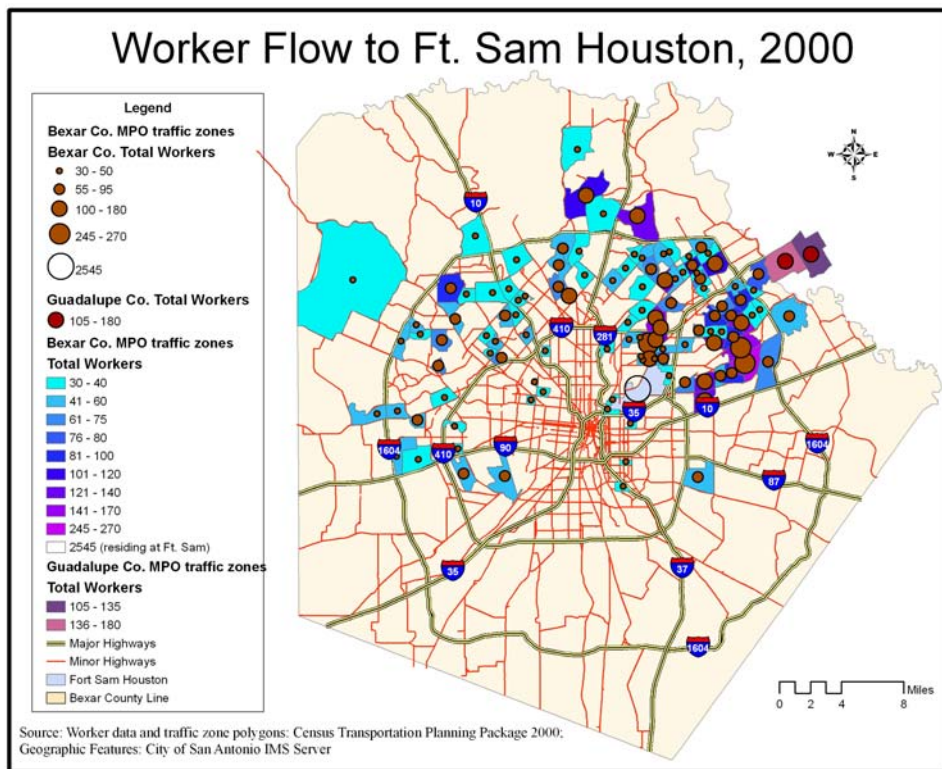 Worker Flow to Ft. Sam Houston, 2000
Legend
Bexar Co. MPO traffic zones
Bexar Co. Total Workers
30 - 50
55 - 95
100 - 180
245 - 270
2545
Guadalupe Co. Total Workers
105 - 180
Bexar Co. MPO traffic zones
Total Workers
30 - 40
41 - 60
61 - 75
76 - 80
81 - 100
101 - 120
121 - 140
141 - 170
245 - 270
2545 (residing at Ft. Sam)
Guadalupe Co. MPO traffic zones
Total Workers
105 - 135
136 - 180
Major Highways
Minor Highways
Fort Sam Houston
Bexar County Line
N
W E
S
10
410
281
35
10
1604
410
90
1604
87
35
37
1604
Miles
0 2 4 8
Source: Worker data and traffic zone polygons: Census Transportation Planning Package 2000;
Geographic Features: City of San Antonio IMS Server